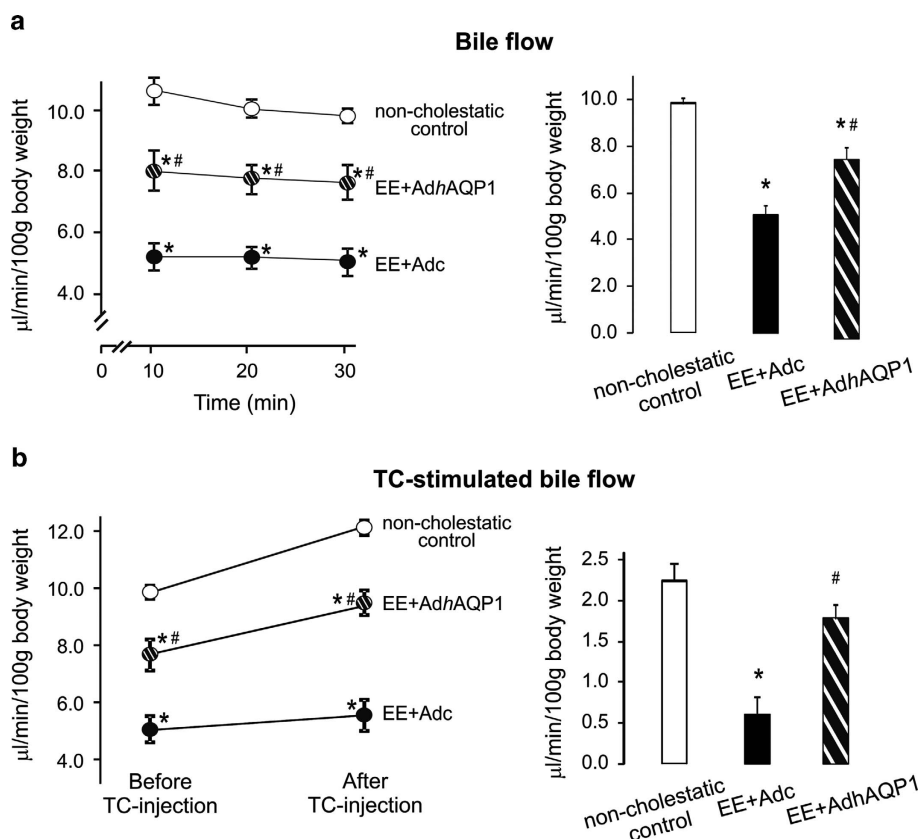 a
Bile flow
µl/min/100g body weight
10.0
8.0
6.0
4.0
0
10
20
30
Time (min)
non-cholestatic
control
*#
*#
*#
EE+AdhAQP1
*
*
*
EE+Adc
µl/min/100g body weight
10.0
8.0
6.0
4.0
2.0
0.0
*
*#
non-cholestatic
control
EE+Adc
EE+AdhAQP1
b
TC-stimulated bile flow
µl/min/100g body weight
12.0
10.0
8.0
6.0
4.0
non-cholestatic
control
*#
*#
EE+AdhAQP1
*
*
EE+Adc
Before
TC-injection
After
TC-injection
µl/min/100g body weight
2.5
2.0
1.5
1.0
0.5
0.0
*
#
non-cholestatic
control
EE+Adc
EE+AdhAQP1